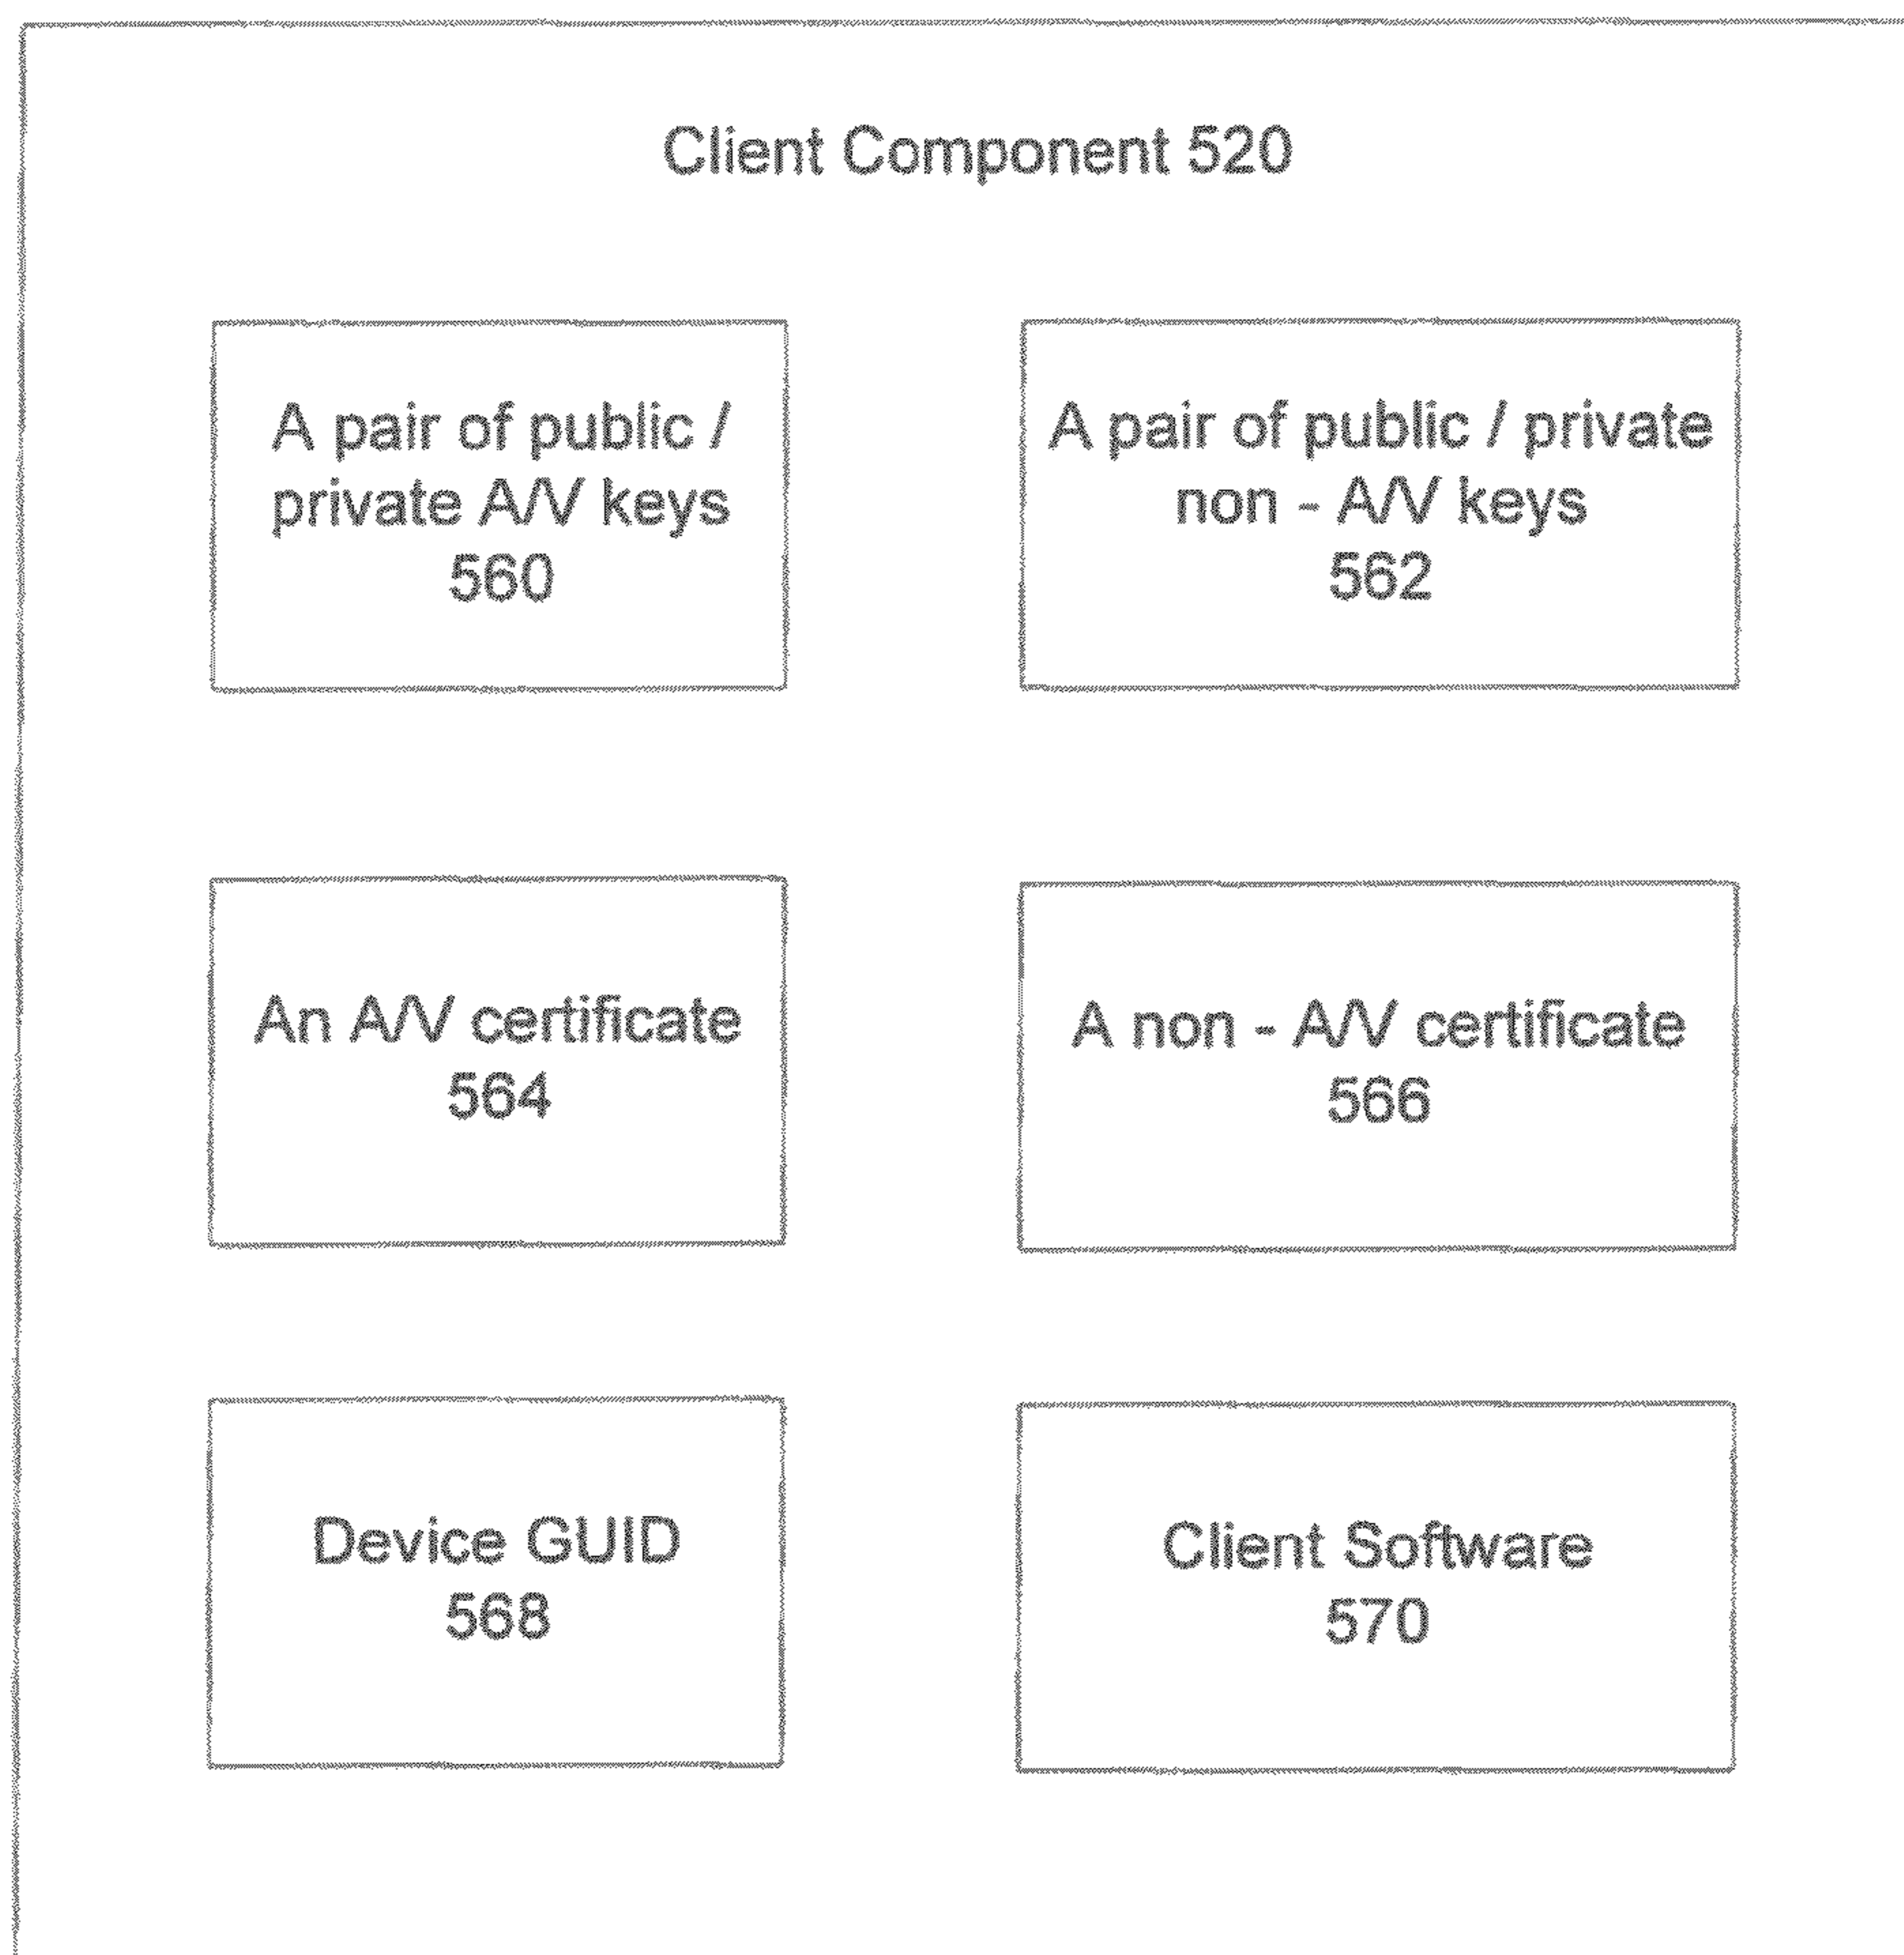 Client Component 520
A pair of public /
private A/V keys
560
A pair of public / private
non - A/V keys
562
An A/V certificate
564
A non - A/V certificate
566
Device GUID
568
Client Software
570